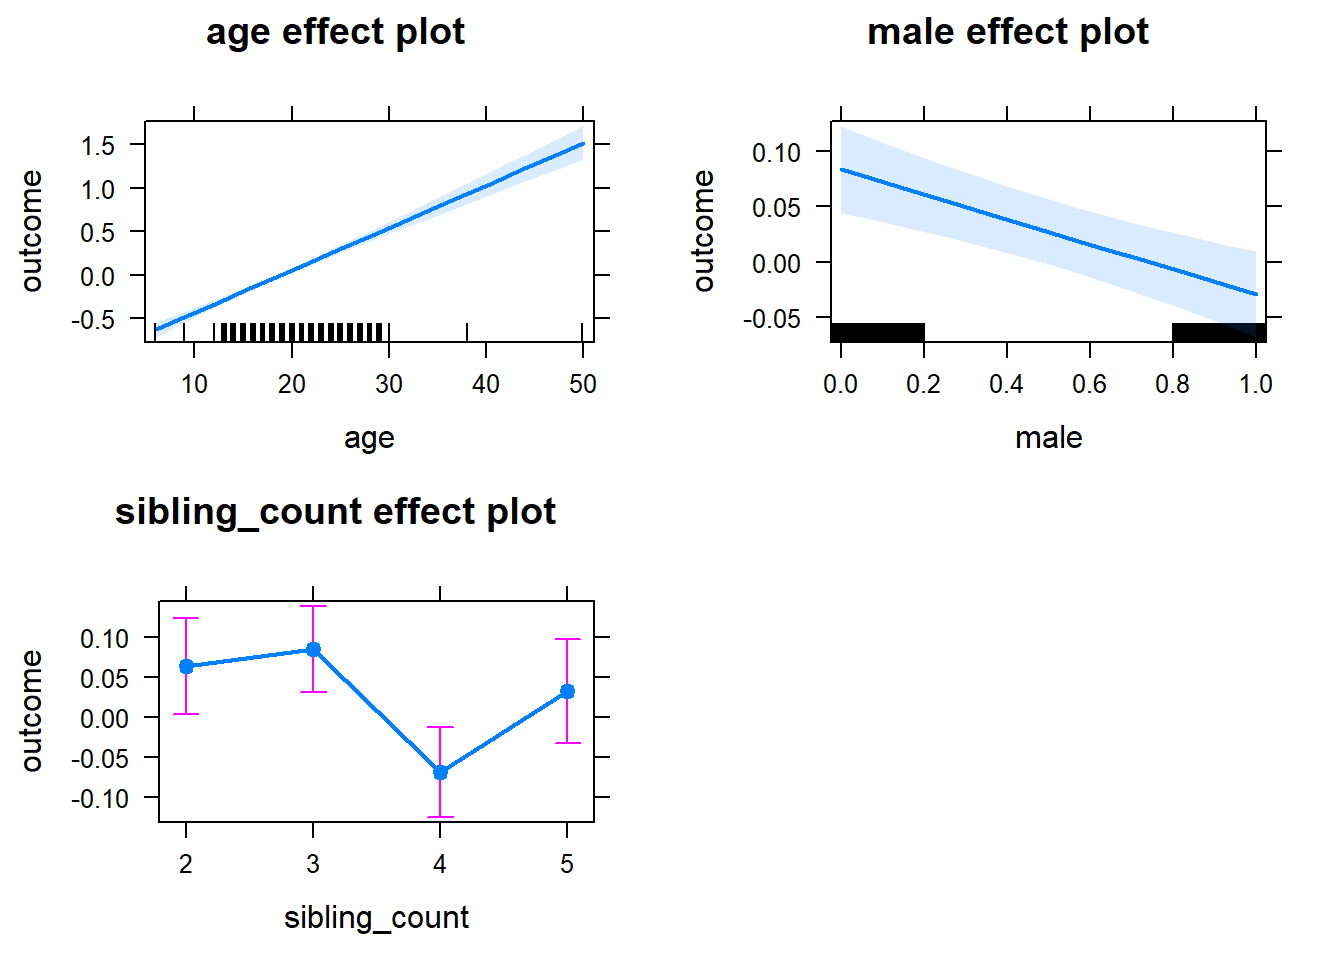 age effect plot
outcome
1.5
1.0
0.5
0.0
-0.5
10 20 30 40 50
age
male effect plot
outcome
0.10
0.05
0.00
-0.05
0.0 0.2 0.4 0.6 0.8 1.0
male
sibling_count effect plot
outcome
0.10
0.05
0.00
-0.05
-0.10
2 3 4 5
sibling_count